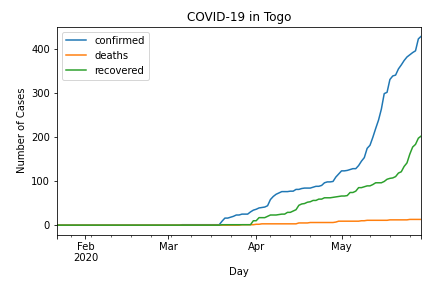 COVID-19 in Togo
confirmed
deaths
recovered
Number of Cases
400
300
200
100
0
Feb
2020
Mar
Apr
May
Day